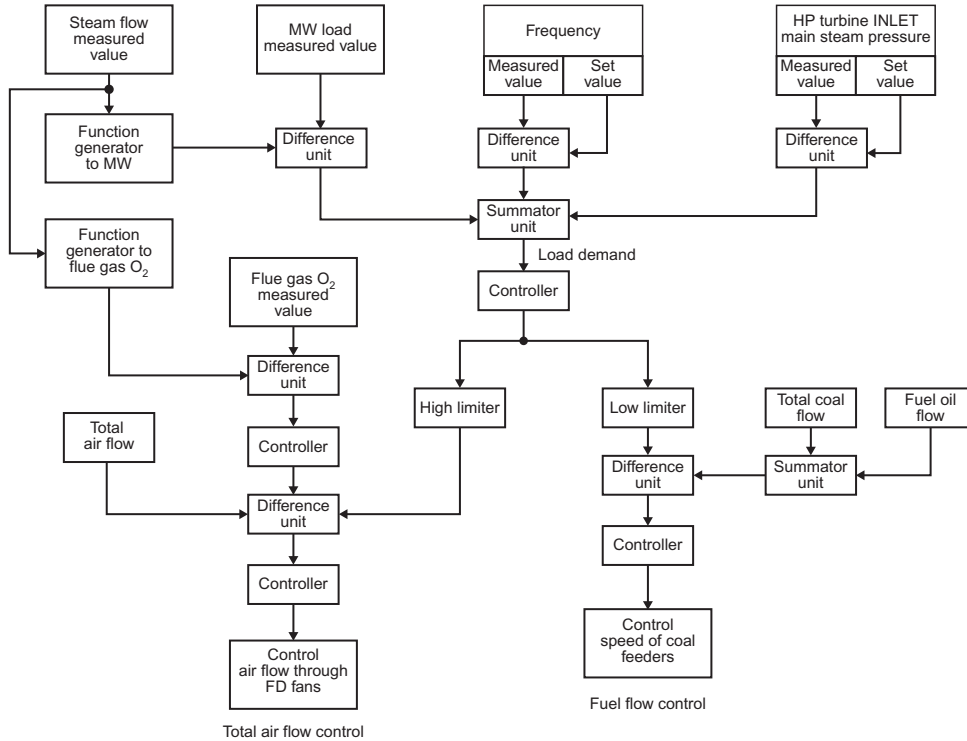 Steam flow
measured
value
MW load
measured value
Frequency
Measured
value
Set
value
HP turbine INLET
main steam pressure
Measured
value
Set
value
Function
generator
to MW
Difference
unit
Difference
unit
Difference
unit
Summator
unit
Function
generator to
flue gas O2
Load demand
Flue gas O2
measured
value
Controller
Difference
unit
High limiter
Low limiter
Total coal
flow
Fuel oil
flow
Total
air flow
Controller
Difference
unit
Summator
unit
Difference
unit
Controller
Controller
Control
speed of coal
feeders
Control
air flow through
FD fans
Fuel flow control
Total air flow control